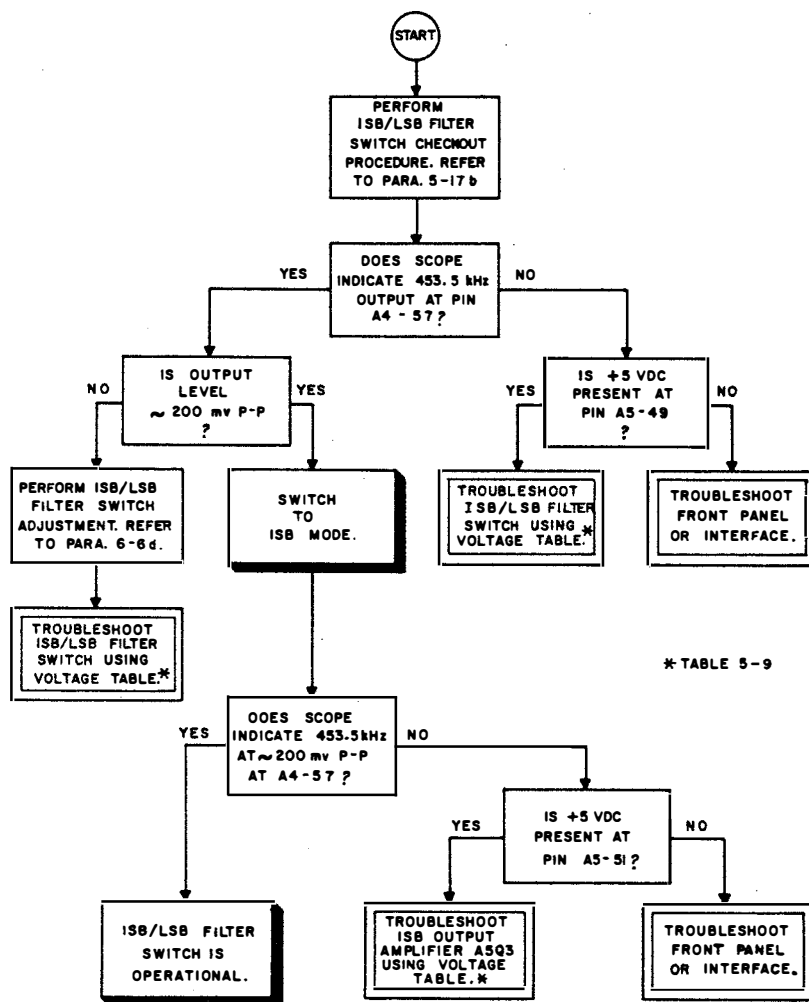 START
PERFORM
ISB/LSB FILTER
SWITCH CHECKOUT
PROCEDURE. REFER
TO PARA. 5-17b
DOES SCOPE
INDICATE 453.5 kHz
OUTPUT AT PIN
A4-57?
YES
NO
IS OUTPUT
LEVEL
~ 200 mv P-P
?
NO
YES
IS +5 VDC
PRESENT AT
PIN A5-49
?
YES
NO
PERFORM ISB/LSB
FILTER SWITCH
ADJUSTMENT. REFER
TO PARA. 6-6d.
SWITCH
TO
ISB MODE.
TROUBLESHOOT
ISB/LSB FILTER
SWITCH USING
VOLTAGE TABLE.*
TROUBLESHOOT
FRONT PANEL
OR INTERFACE.
TROUBLESHOOT
ISB/LSB FILTER
SWITCH USING
VOLTAGE TABLE.*
* TABLE 5-9
OOES SCOPE
INDICATE 453.5kHz
AT ~ 200 mv P-P
AT A4-57 ?
YES
NO
IS +5 VDC
PRESENT AT
PIN A5-51?
YES
NO
ISB/LSB FILTER
SWITCH IS
OPERATIONAL.
TROUBLESHOOT
ISB OUTPUT
AMPLIFIER A5Q3
USING VOLTAGE
TABLE. *
TROUBLESHOOT
FRONT PANEL
OR INTERFACE.